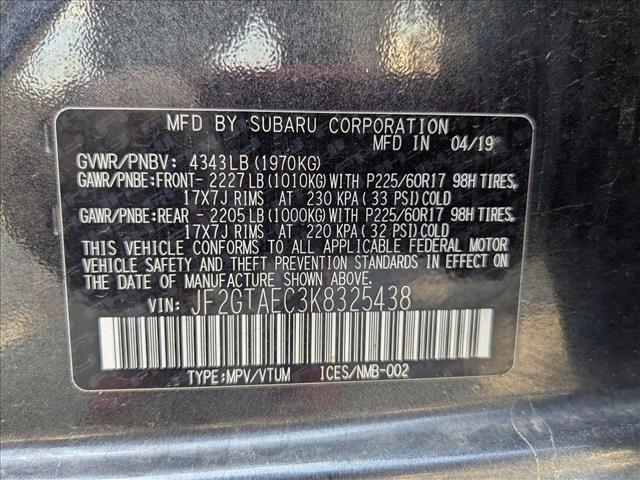 MFD BY SUBARU CORPORATION
MFD IN 04/19
GVWR/PNBV: 4343LB(1970KG)
GAWR/PNBE:FRONT- 2227LB(1010KG)WITH P225/60R17 98H TIRES,
17X7J RIMS AT 230 KPA(33 PSI)COLD
GAWR/PNBE:REAR - 2205LB(1000KG)WITH P225/60R17 98H TIRES,
17X7J RIMS AT 220 KPA(32 PSI)COLD
THIS VEHICLE CONFORMS TO ALL APPLICABLE FEDERAL MOTOR
VEHICLE SAFETY AND THEFT PREVENTION STANDARDS IN EFFECT
ON THE DATE OF MANUFACTURE SHOWN ABOVE.
VIN: JF2GTAEC3K8325438
TYPE:MPV/VTUM ICES/NMB-002